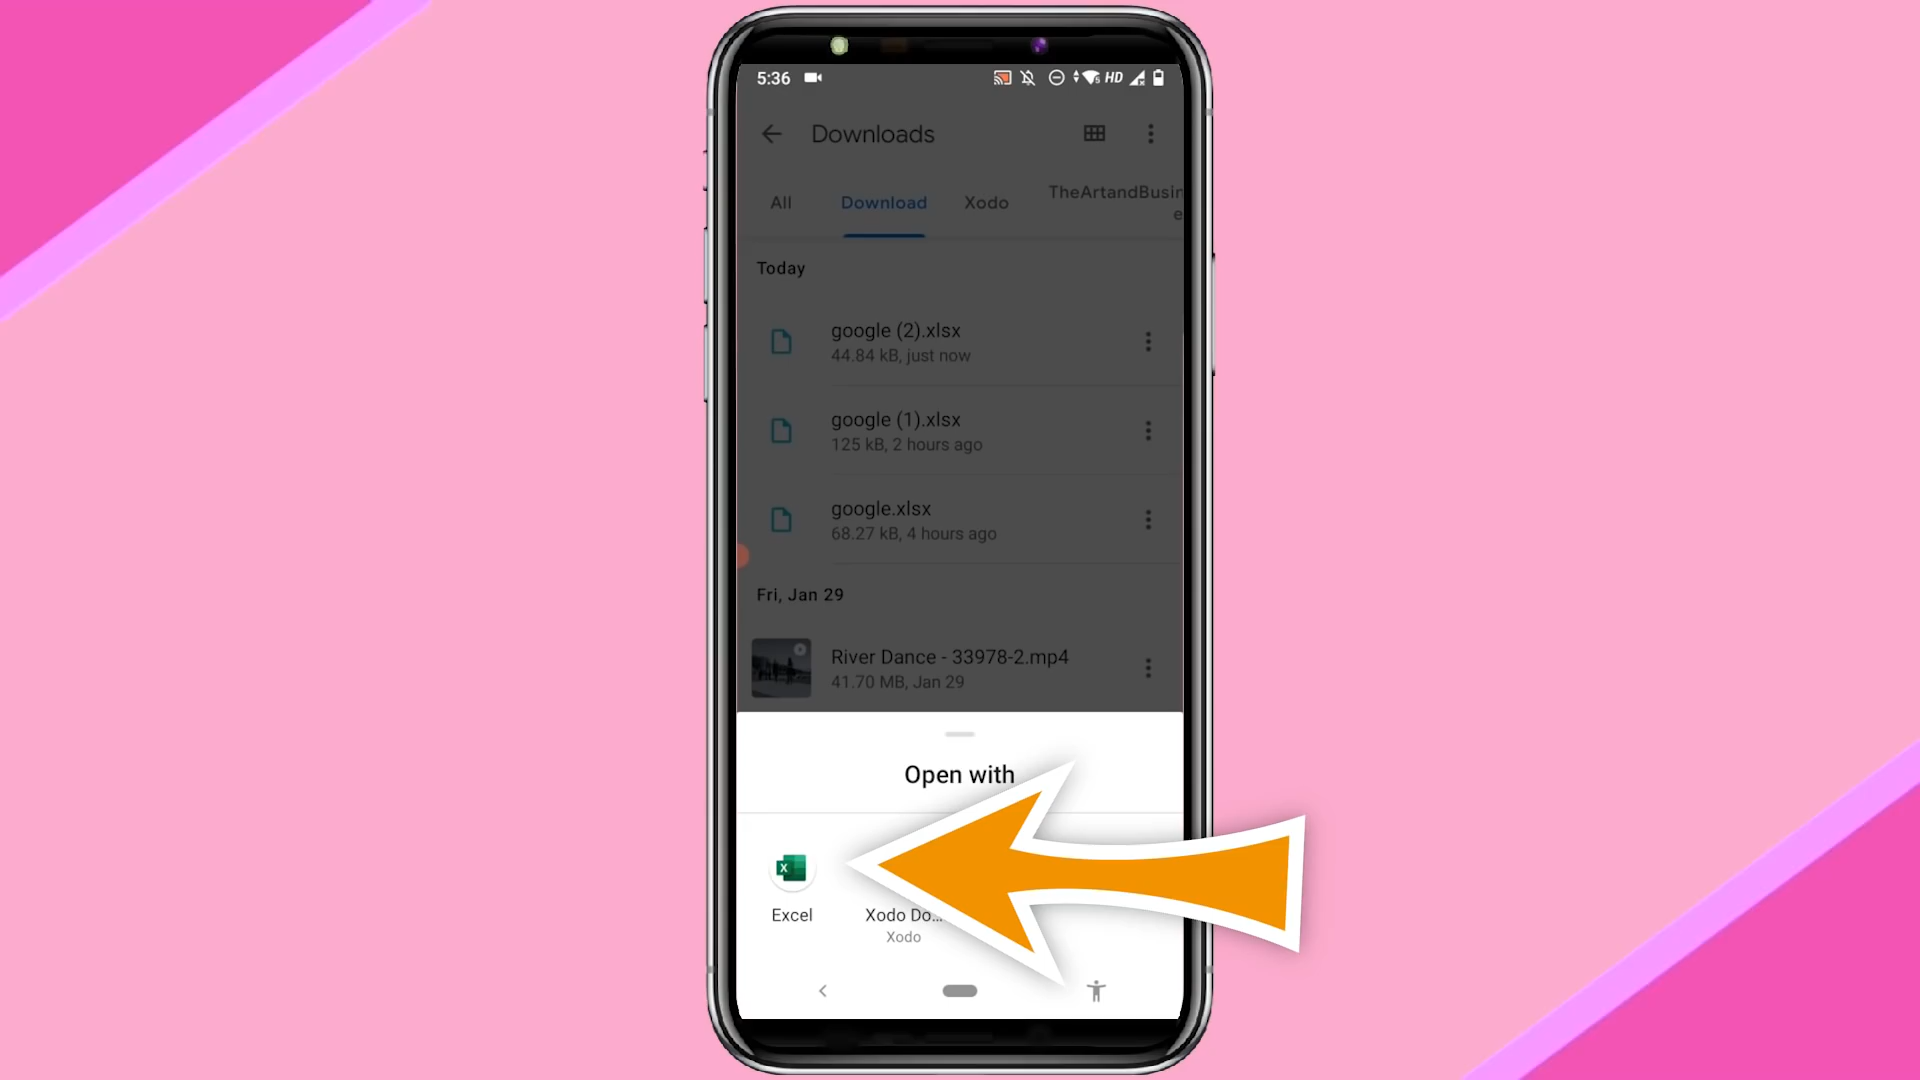 5:36
HD
Downloads
All
Download
Xodo
TheArtandBusin
e
Today
google (2).xlsx
44.84 kB, just now
google (1).xlsx
125 kB, 2 hours ago
google.xlsx
68.27 kB, 4 hours ago
Fri, Jan 29
River Dance - 33978-2.mp4
41.70 MB, Jan 29
Open with
X
Excel
Xodo Do...
Xodo